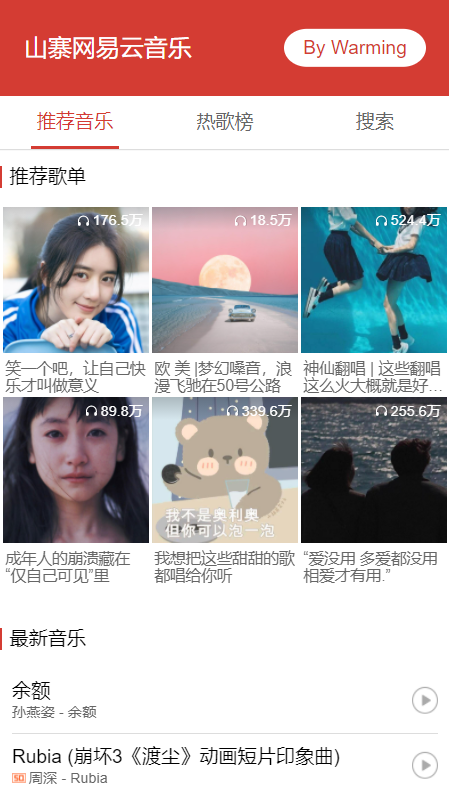 山寨网易云音乐
By Warming
推荐音乐
热歌榜
搜索
推荐歌单
176.5万
18.5万
524.4万
笑一个吧，让自己快
乐才叫做意义
欧 美 |梦幻嗓音，浪
漫飞驰在50号公路
神仙翻唱 | 这些翻唱
这么火大概就是好…
89.8万
339.6万
255.6万
我不是奥利奥
但你可以泡一泡
成年人的崩溃藏在
“仅自己可见”里
我想把这些甜甜的歌
都唱给你听
“爱没用 多爱都没用
相爱才有用.”
最新音乐
余额
孙燕姿 - 余额
Rubia (崩坏3《渡尘》动画短片印象曲)
SQ 周深 - Rubia